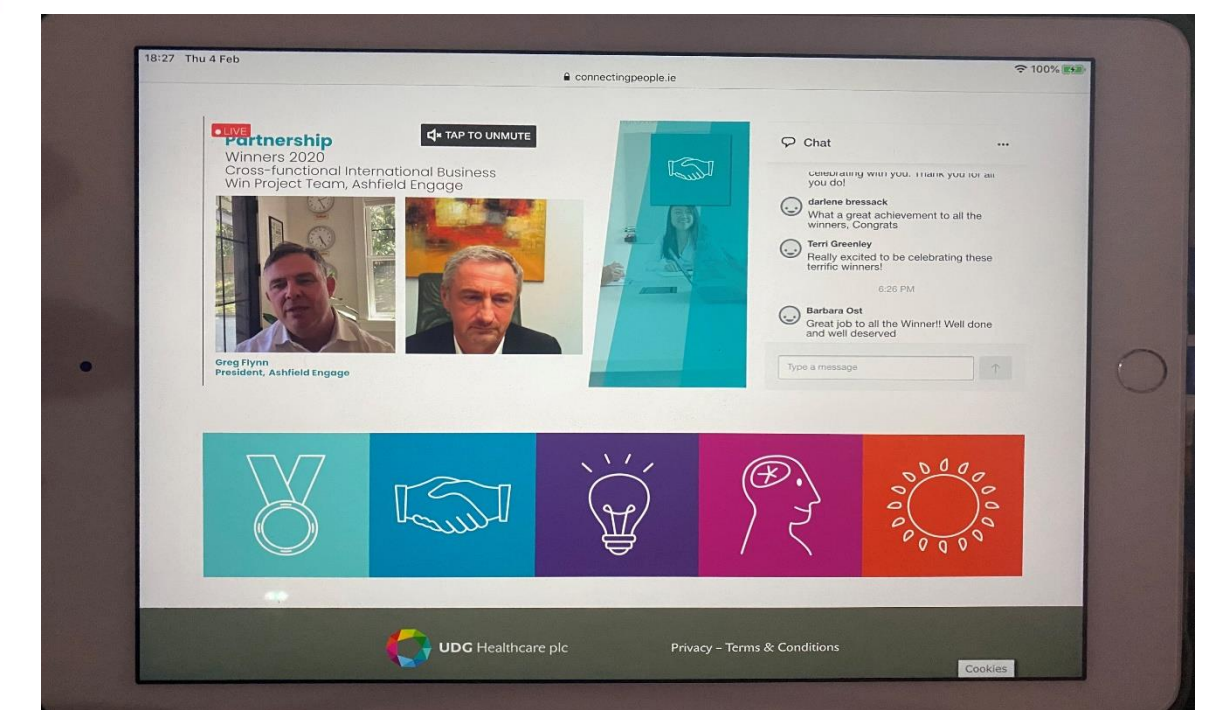 18:27 Thu 4 Feb
connectingpeople.ie
100%
LIVE
Partnership
TAP TO UNMUTE
Winners 2020
Cross-functional International Business
Win Project Team, Ashfield Engage
Greg Flynn
President, Ashfield Engage
Chat
celebrating with you. Thank you for all
you do!
darlene bressack
What a great achievement to all the
winners, Congrats
Terri Greenley
Really excited to be celebrating these
terrific winners!
6:26 PM
Barbara Ost
Great job to all the Winner!! Well done
and well deserved
Type a message
UDG Healthcare plc
Privacy – Terms & Conditions
Cookies